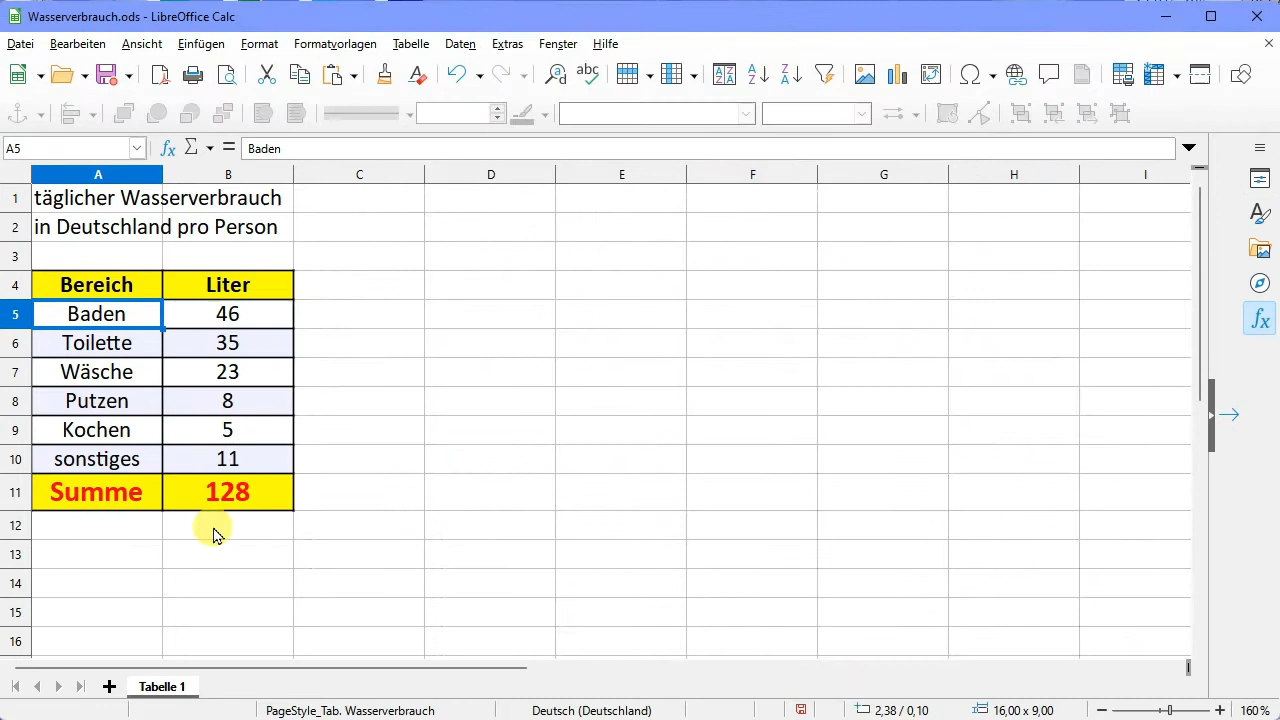 Wasserverbrauch.ods - LibreOffice Calc
Datei Bearbeiten Ansicht Einfügen Format Formatvorlagen Tabelle Daten Extras Fenster Hilfe
A5 Baden
A B C D E F G H I
1 täglicher Wasserverbrauch
2 in Deutschland pro Person
3
4 Bereich Liter
5 Baden 46
6 Toilette 35
7 Wäsche 23
8 Putzen 8
9 Kochen 5
10 sonstiges 11
11 Summe 128
12
13
14
15
16
Tabelle 1
PageStyle_Tab. Wasserverbrauch Deutsch (Deutschland) 2,38 / 0,10 16,00 x 9,00 160%